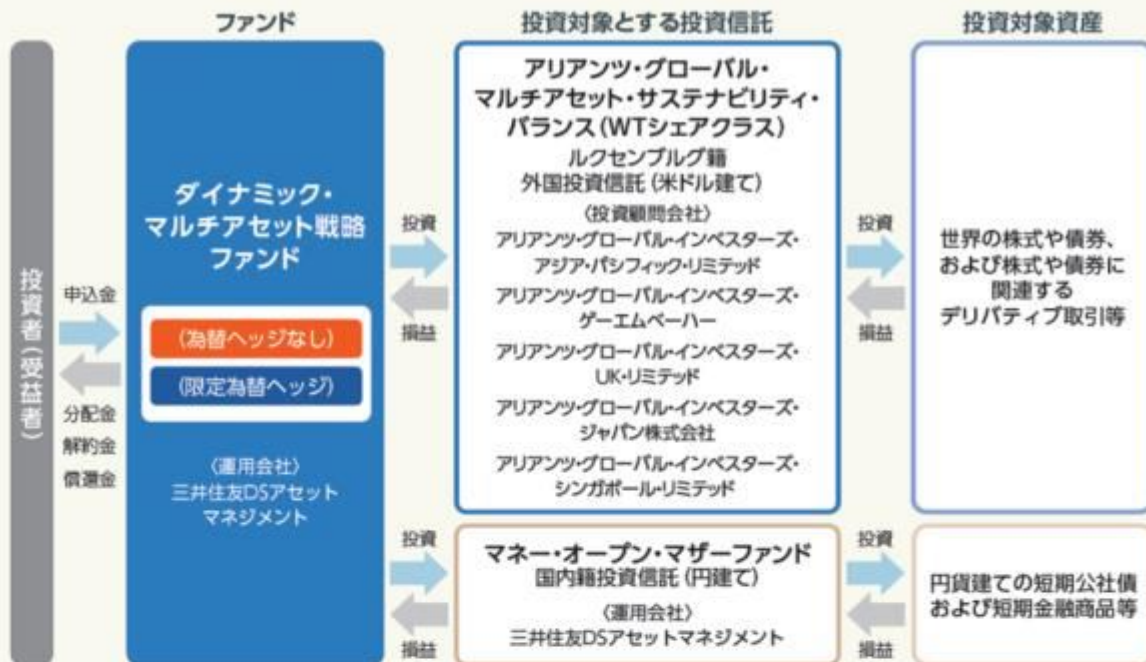 ファンド
投資対象とする投資信託
投資対象資産
投資者(受益者)
申込金
分配金
解約金
償還金
ダイナミック・
マルチアセット戦略
ファンド
(為替ヘッジなし)
(限定為替ヘッジ)
〈運用会社〉
三井住友DSアセット
マネジメント
投資
損益
アリアンツ・グローバル・
マルチアセット・サステナビリティ・
バランス(WTシェアクラス)
ルクセンブルグ籍
外国投資信託(米ドル建て)
〈投資顧問会社〉
アリアンツ・グローバル・インベスターズ・
アジア・パシフィック・リミテッド
アリアンツ・グローバル・インベスターズ・
ゲーエムベーハー
アリアンツ・グローバル・インベスターズ・
UK・リミテッド
アリアンツ・グローバル・インベスターズ・
ジャパン株式会社
アリアンツ・グローバル・インベスターズ・
シンガポール・リミテッド
投資
損益
世界の株式や債券、
および株式や債券に
関連する
デリバティブ取引等
投資
損益
マネー・オープン・マザーファンド
国内籍投資信託(円建て)
〈運用会社〉
三井住友DSアセットマネジメント
投資
損益
円貨建ての短期公社債
および短期金融商品等